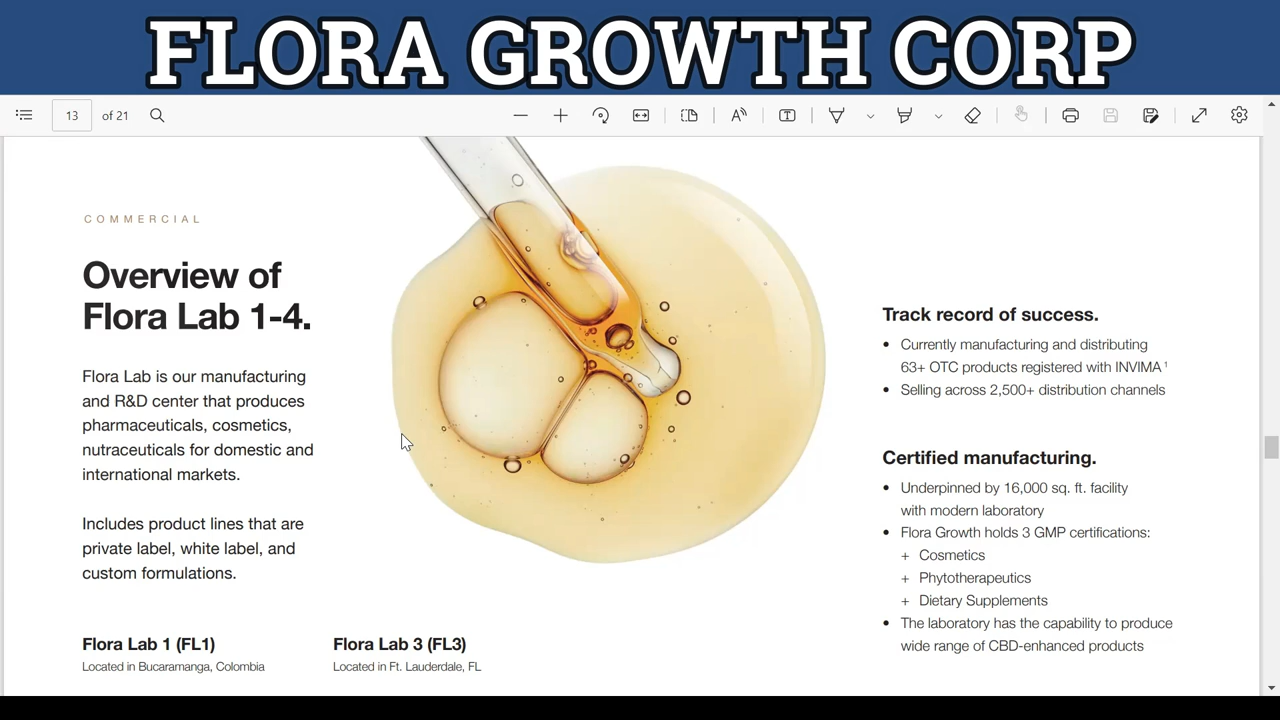 FLORA GROWTH CORP
13 of 21
COMMERCIAL
Overview of
Flora Lab 1-4.
Flora Lab is our manufacturing
and R&D center that produces
pharmaceuticals, cosmetics,
nutraceuticals for domestic and
international markets.
Includes product lines that are
private label, white label, and
custom formulations.
Flora Lab 1 (FL1)
Located in Bucaramanga, Colombia
Flora Lab 3 (FL3)
Located in Ft. Lauderdale, FL
Track record of success.
• Currently manufacturing and distributing
63+ OTC products registered with INVIMA¹
• Selling across 2,500+ distribution channels
Certified manufacturing.
• Underpinned by 16,000 sq. ft. facility
with modern laboratory
• Flora Growth holds 3 GMP certifications:
+ Cosmetics
+ Phytotherapeutics
+ Dietary Supplements
• The laboratory has the capability to produce
wide range of CBD-enhanced products